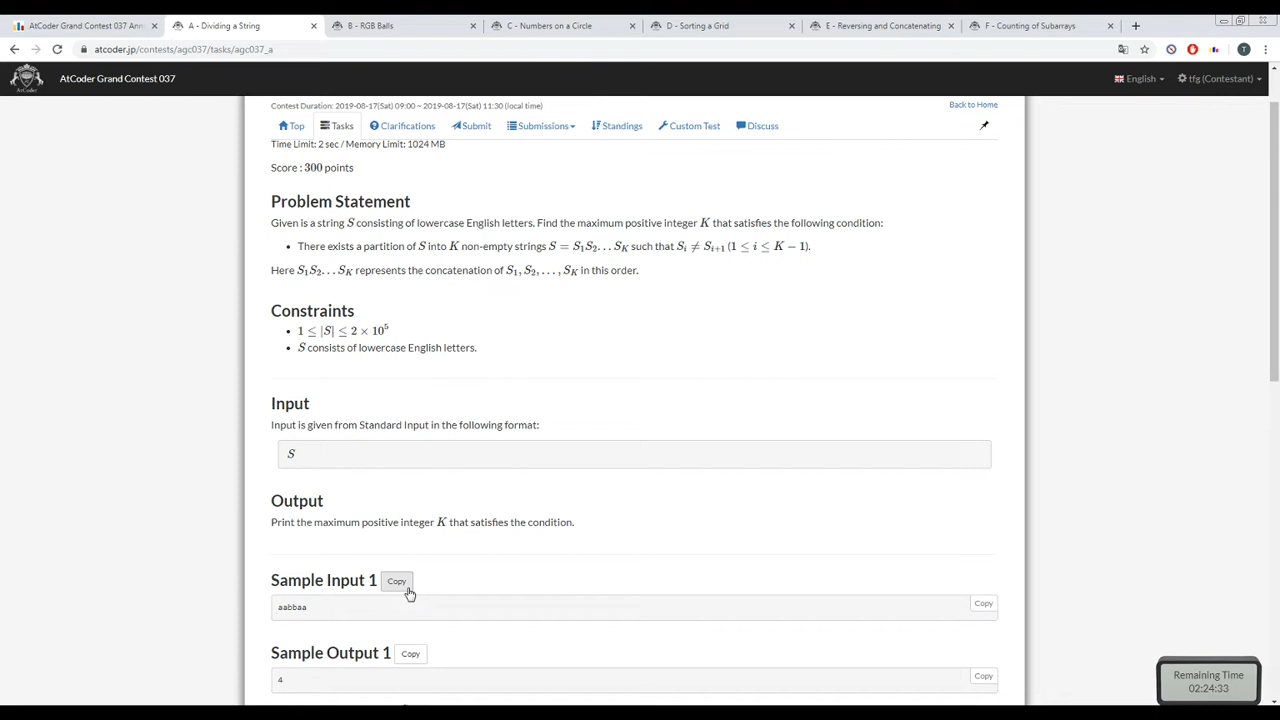 AtCoder Grand Contest 037 Ann
A - Dividing a String
B - RGB Balls
C - Numbers on a Circle
D - Sorting a Grid
E - Reversing and Concatenating
F - Counting of Subarrays
atcoder.jp/contests/agc037/tasks/agc037_a
T
AtCoder
AtCoder Grand Contest 037
English
tfg (Contestant)
Contest Duration: 2019-08-17(Sat) 09:00 ~ 2019-08-17(Sat) 11:30 (local time)
Back to Home
Top
Tasks
Clarifications
Submit
Submissions
Standings
Custom Test
Discuss
Time Limit: 2 sec / Memory Limit: 1024 MB
Score : 300 points
Problem Statement
Given is a string S consisting of lowercase English letters. Find the maximum positive integer K that satisfies the following condition:
• There exists a partition of S into K non-empty strings S = S₁S₂...S_K such that Sᵢ ≠ Sᵢ₊₁ (1 ≤ i ≤ K − 1).
Here S₁S₂...S_K represents the concatenation of S₁, S₂, ..., S_K in this order.
Constraints
• 1 ≤ |S| ≤ 2 × 10⁵
• S consists of lowercase English letters.
Input
Input is given from Standard Input in the following format:
S
Output
Print the maximum positive integer K that satisfies the condition.
Sample Input 1 Copy
aabbaa
Copy
Sample Output 1 Copy
4
Copy
Remaining Time
02:24:33